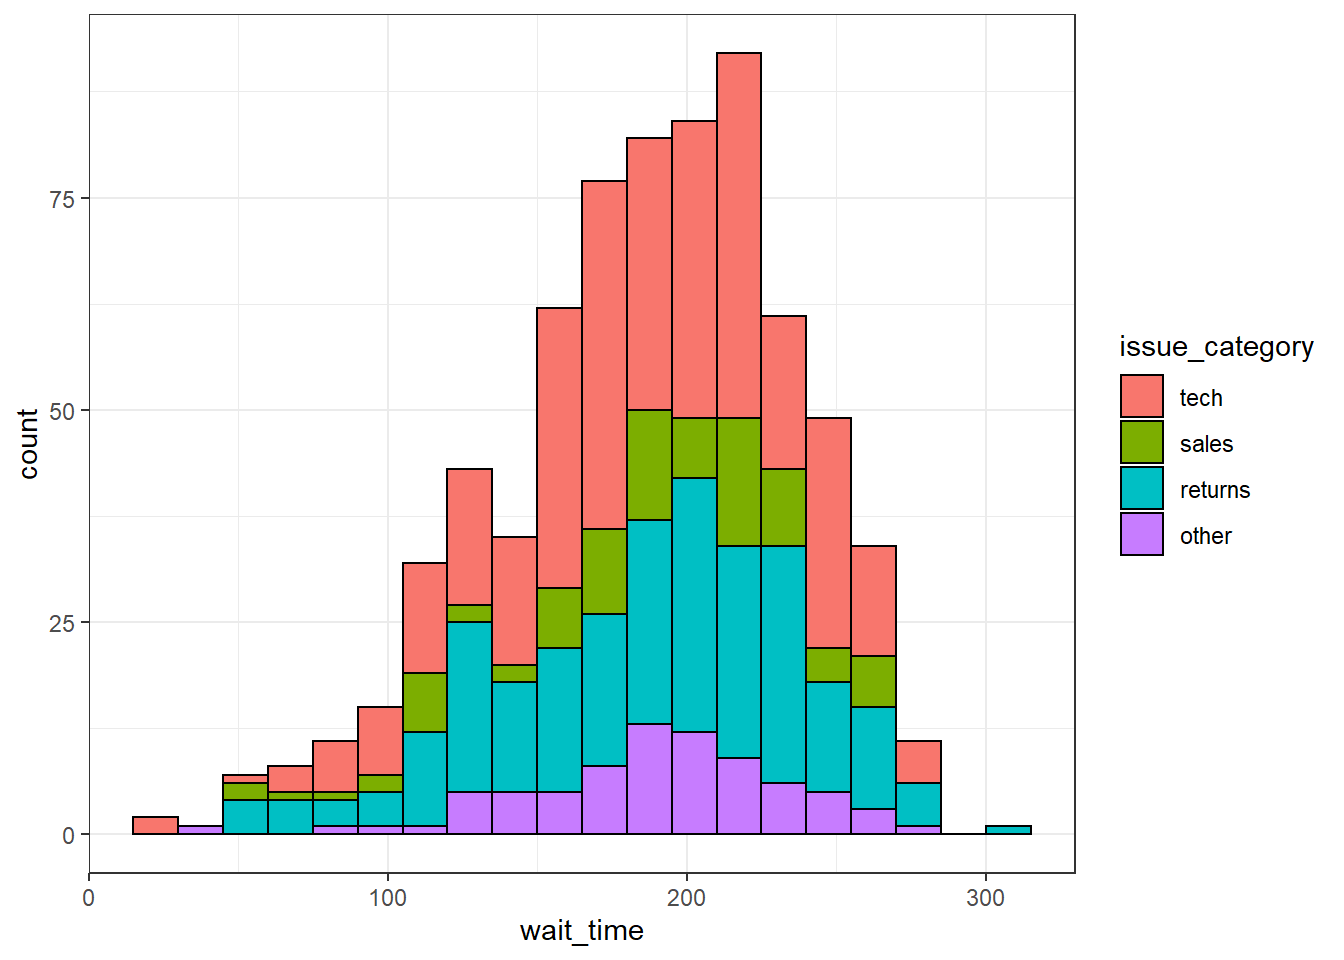 count
75
50
25
0
0
100
200
300
wait_time
issue_category
tech
sales
returns
other